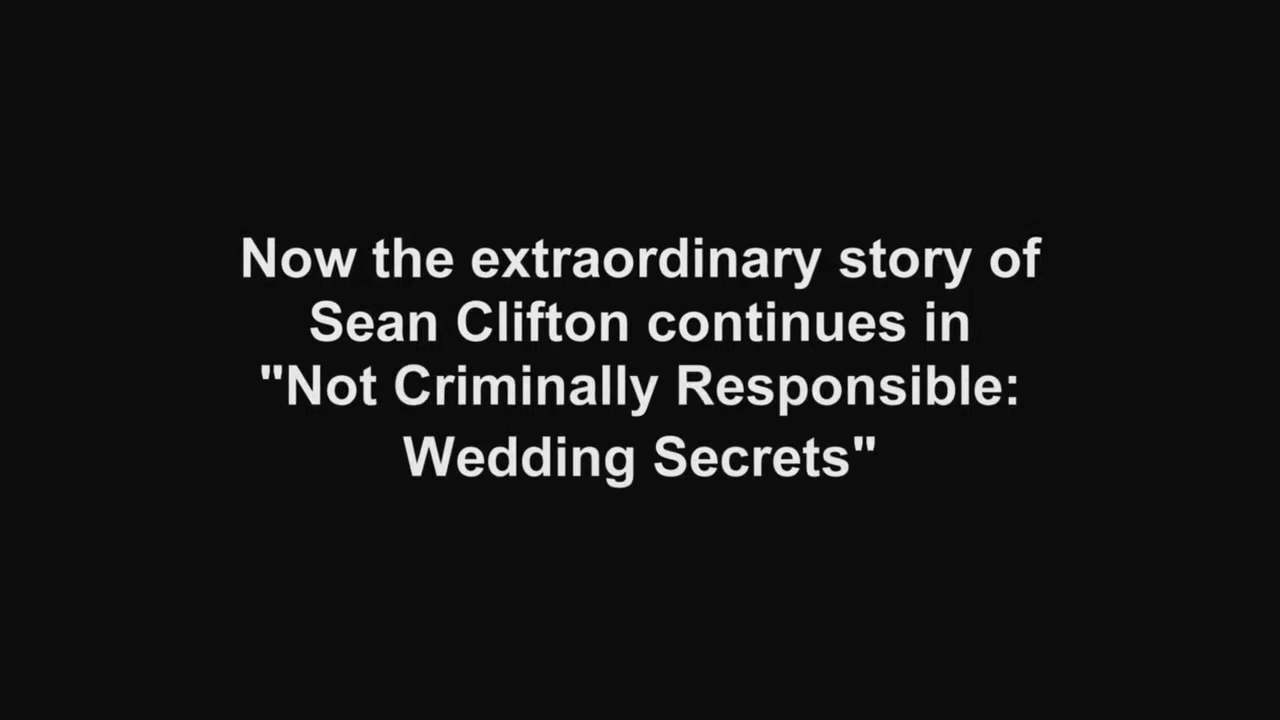 Now the extraordinary story of
Sean Clifton continues in
"Not Criminally Responsible:
Wedding Secrets"